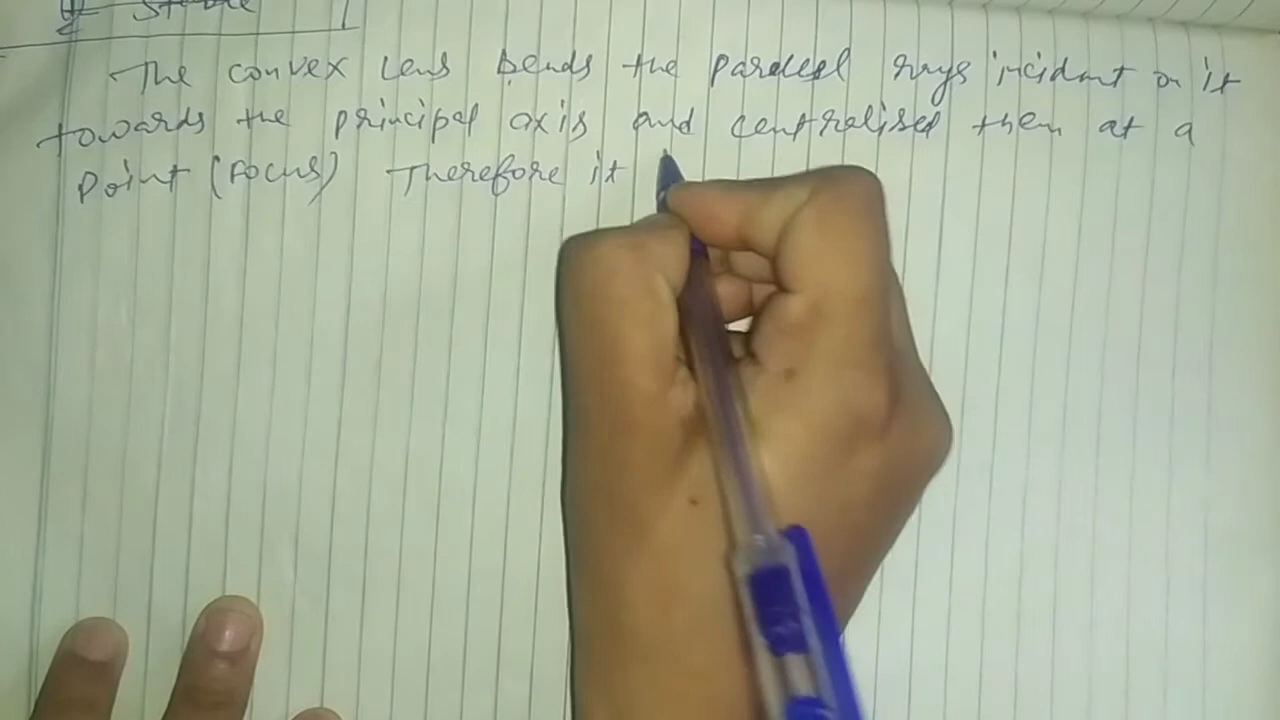 The convex lens bends the parallel rays incidant on it
towards the principal axis and centralised them at a
point (Focus) Therefore it